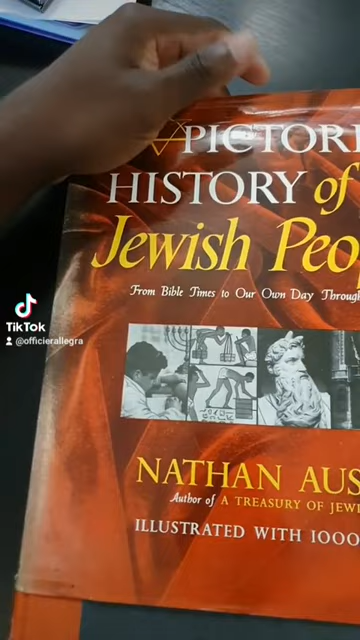 PICTORI
HISTORY of
Jewish Peop
From Bible Times to Our Own Day Throug
NATHAN AUS
Author of A TREASURY OF JEWI
ILLUSTRATED WITH 1000
TikTok
@officierallegra